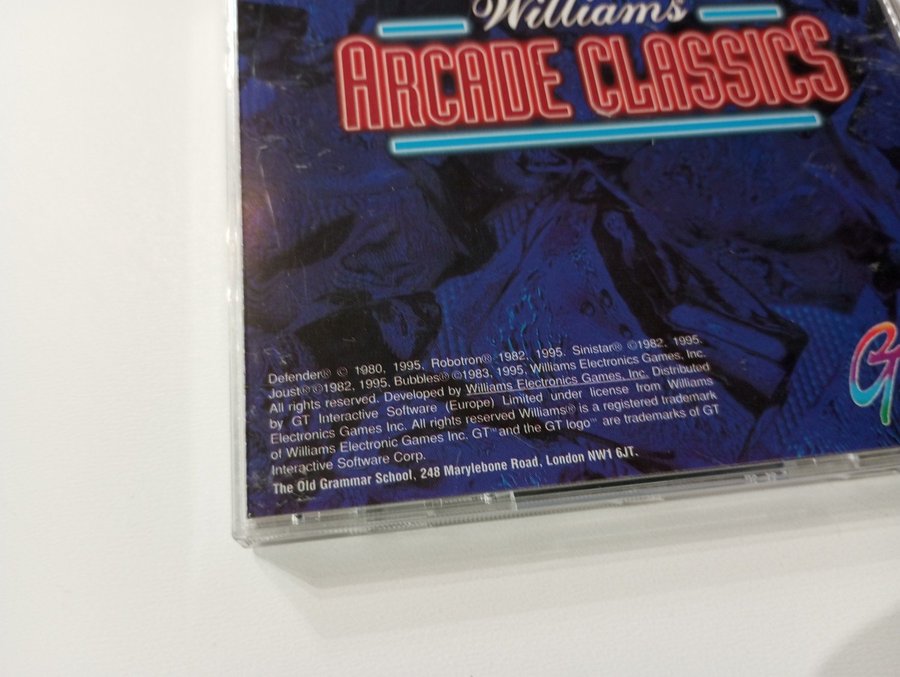 Williams
ARCADE CLASSICS
Defender® © 1980, 1995. Robotron® 1982, 1995. Sinistar® ©1982, 1995.
Joust® ©1982, 1995. Bubbles® ©1983, 1995. Williams Electronics Games, Inc.
All rights reserved. Developed by Williams Electronics Games, Inc. Distributed
by GT Interactive Software (Europe) Limited under license from Williams
Electronics Games Inc. All rights reserved Williams® is a registered trademark
of Williams Electronic Games Inc. GT™ and the GT logo™ are trademarks of GT
Interactive Software Corp.
The Old Grammar School, 248 Marylebone Road, London NW1 6JT.
GT